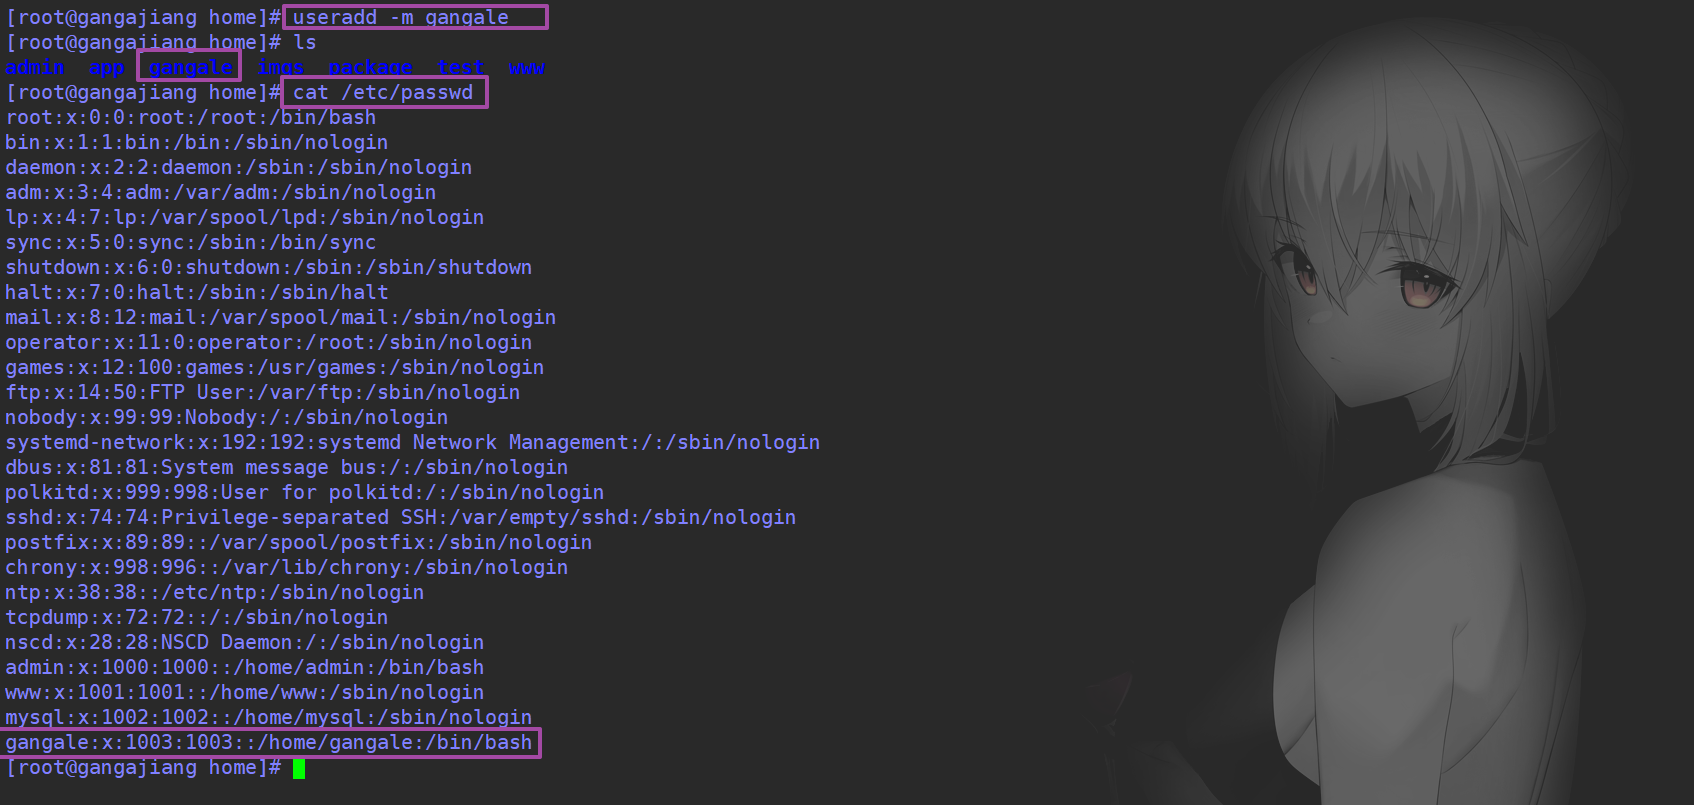 [root@gangajiang home]# useradd -m gangale
[root@gangajiang home]# ls
admin  app  gangale  imgs  package  test  www
[root@gangajiang home]# cat /etc/passwd
root:x:0:0:root:/root:/bin/bash
bin:x:1:1:bin:/bin:/sbin/nologin
daemon:x:2:2:daemon:/sbin:/sbin/nologin
adm:x:3:4:adm:/var/adm:/sbin/nologin
lp:x:4:7:lp:/var/spool/lpd:/sbin/nologin
sync:x:5:0:sync:/sbin:/bin/sync
shutdown:x:6:0:shutdown:/sbin:/sbin/shutdown
halt:x:7:0:halt:/sbin:/sbin/halt
mail:x:8:12:mail:/var/spool/mail:/sbin/nologin
operator:x:11:0:operator:/root:/sbin/nologin
games:x:12:100:games:/usr/games:/sbin/nologin
ftp:x:14:50:FTP User:/var/ftp:/sbin/nologin
nobody:x:99:99:Nobody:/:/sbin/nologin
systemd-network:x:192:192:systemd Network Management:/:/sbin/nologin
dbus:x:81:81:System message bus:/:/sbin/nologin
polkitd:x:999:998:User for polkitd:/:/sbin/nologin
sshd:x:74:74:Privilege-separated SSH:/var/empty/sshd:/sbin/nologin
postfix:x:89:89::/var/spool/postfix:/sbin/nologin
chrony:x:998:996::/var/lib/chrony:/sbin/nologin
ntp:x:38:38::/etc/ntp:/sbin/nologin
tcpdump:x:72:72::/:/sbin/nologin
nscd:x:28:28:NSCD Daemon:/:/sbin/nologin
admin:x:1000:1000::/home/admin:/bin/bash
www:x:1001:1001::/home/www:/sbin/nologin
mysql:x:1002:1002::/home/mysql:/sbin/nologin
gangale:x:1003:1003::/home/gangale:/bin/bash
[root@gangajiang home]#